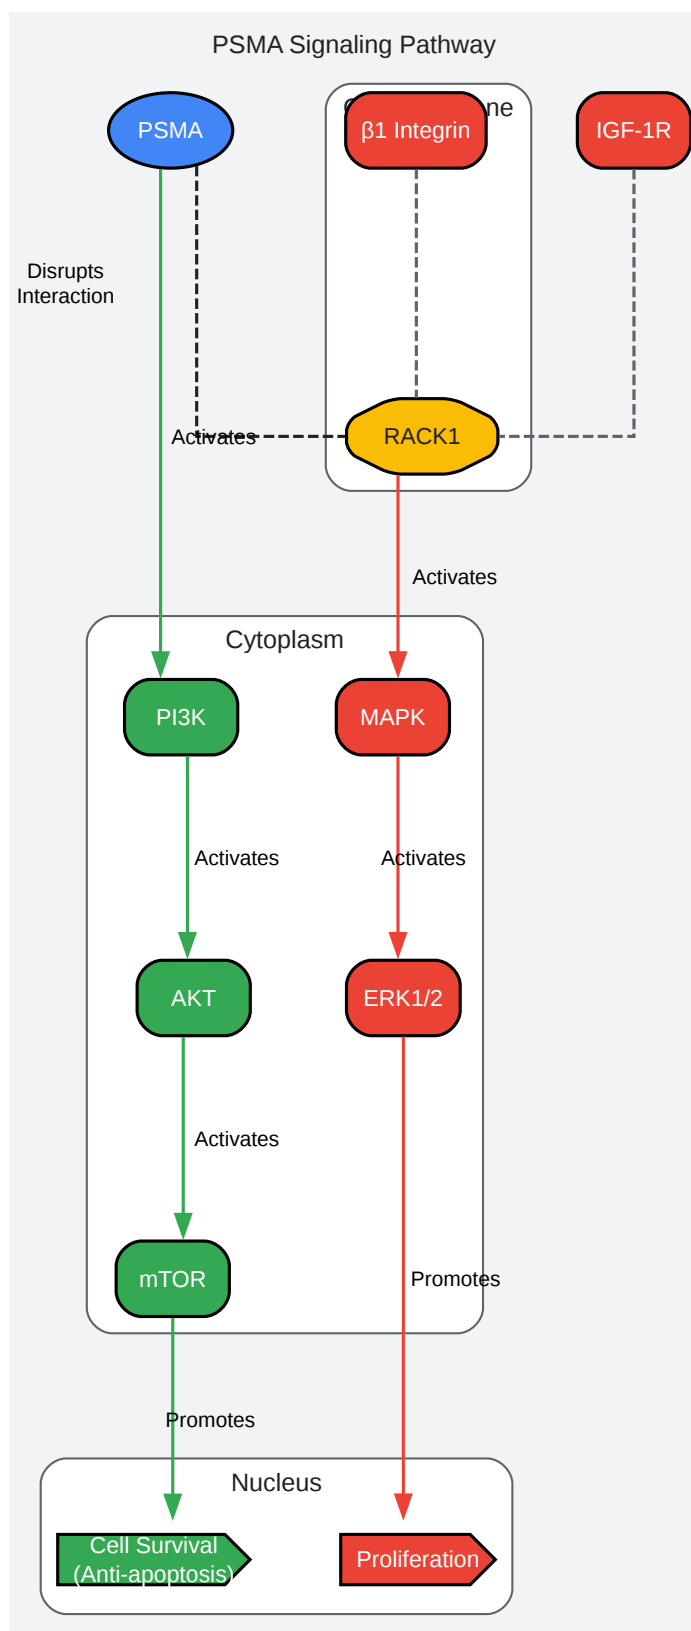 PSMA Signaling Pathway
PSMA
β1 Integrin
IGF-1R
Disrupts
Interaction
Activates
RACK1
Activates
Cytoplasm
PI3K
MAPK
Activates
Activates
AKT
ERK1/2
Activates
mTOR
Promotes
Promotes
Nucleus
Cell Survival
(Anti-apoptosis)
Proliferation